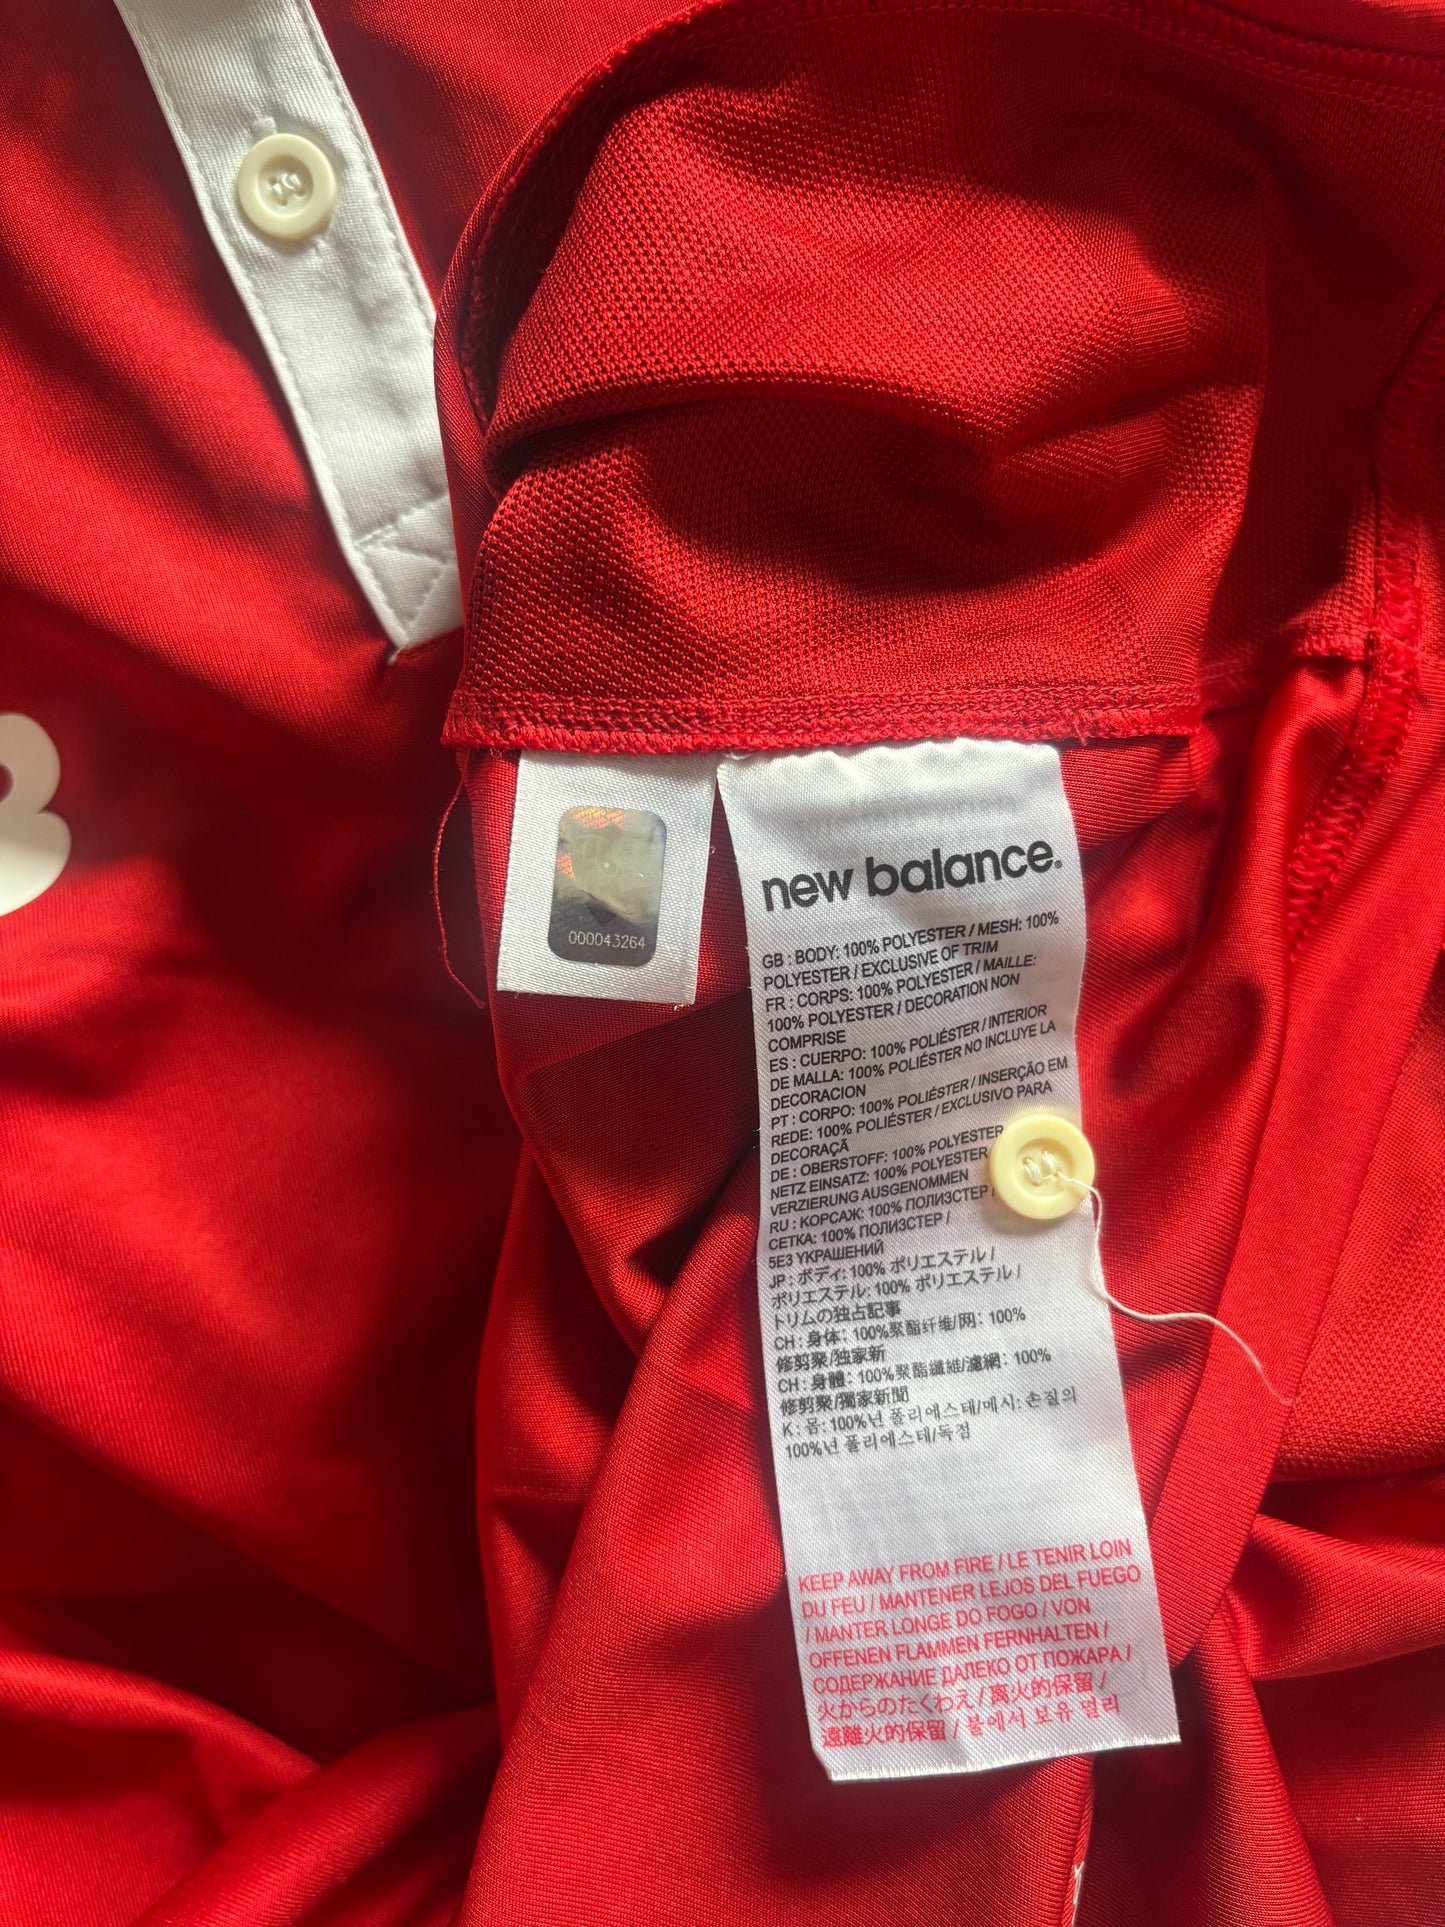 000043264
new balance.
GB : BODY: 100% POLYESTER / MESH: 100%
POLYESTER / EXCLUSIVE OF TRIM
FR : CORPS: 100% POLYESTER / MAILLE:
100% POLYESTER / DECORATION NON
COMPRISE
ES : CUERPO: 100% POLIÉSTER / INTERIOR
DE MALLA: 100% POLIÉSTER NO INCLUYE LA
DECORACION
PT : CORPO: 100% POLIÉSTER / INSERÇÃO EM
REDE: 100% POLIÉSTER / EXCLUSIVO PARA
DECORAÇÃ
DE : OBERSTOFF: 100% POLYESTER
NETZ EINSATZ: 100% POLYESTER
VERZIERUNG AUSGENOMMEN
RU : КОРСАЖ: 100% ПОЛИЭСТЕР /
СЕТКА: 100% ПОЛИЭСТЕР /
5E3 УКРАШЕНИЙ
JP : ボディ: 100% ポリエステル /
ポリエステル: 100% ポリエステル /
トリムの独占記事
CH : 身体: 100%聚酯纤维/网: 100%
修剪聚/独家新
CH : 身體: 100%聚酯纖維/濾網: 100%
修剪聚/獨家新聞
K : 몸: 100%년 폴리에스테/메시: 손질의
100%년 폴리에스테/독점
KEEP AWAY FROM FIRE / LE TENIR LOIN
DU FEU / MANTENER LEJOS DEL FUEGO
/ MANTER LONGE DO FOGO / VON
OFFENEN FLAMMEN FERNHALTEN /
СОДЕРЖАНИЕ ДАЛЕКО ОТ ПОЖАРА /
火からのたくわえ / 离火的保留 /
遠離火的保留 / 불에서 보유 멀리